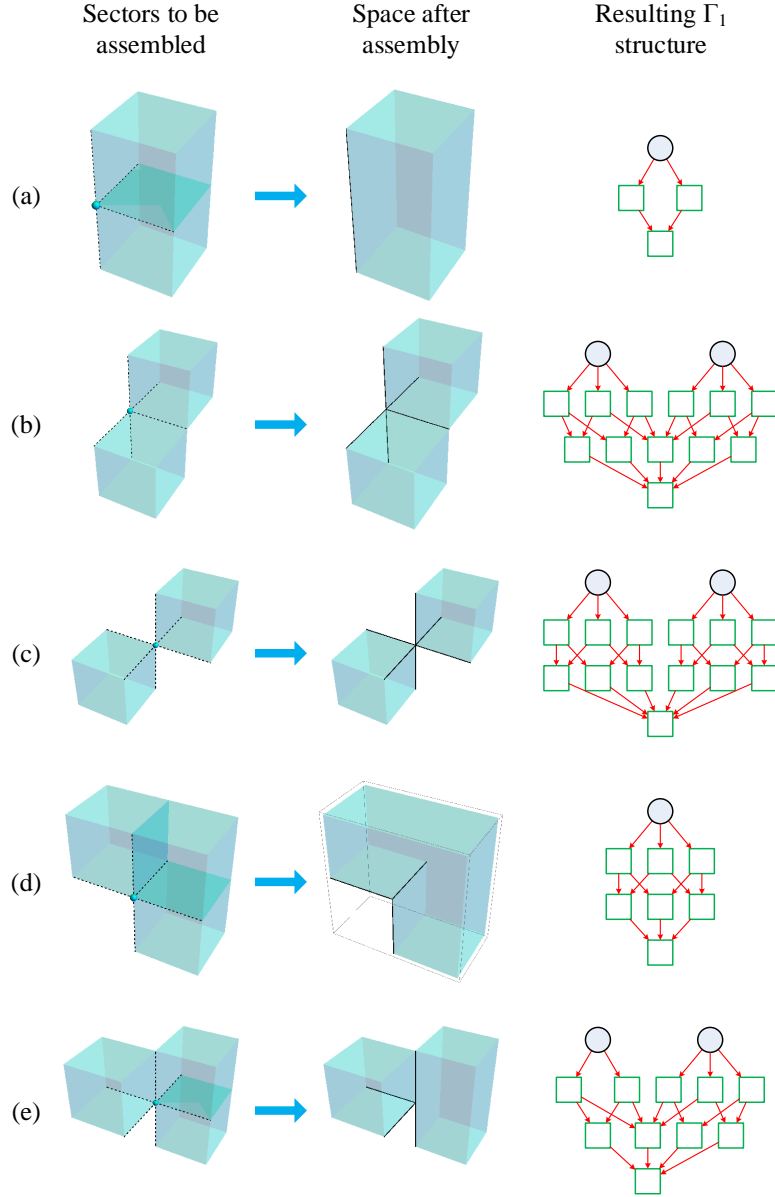 Sectors to be assembled
Space after assembly
Resulting Γ₁ structure
(a)
(b)
(c)
(d)
(e)